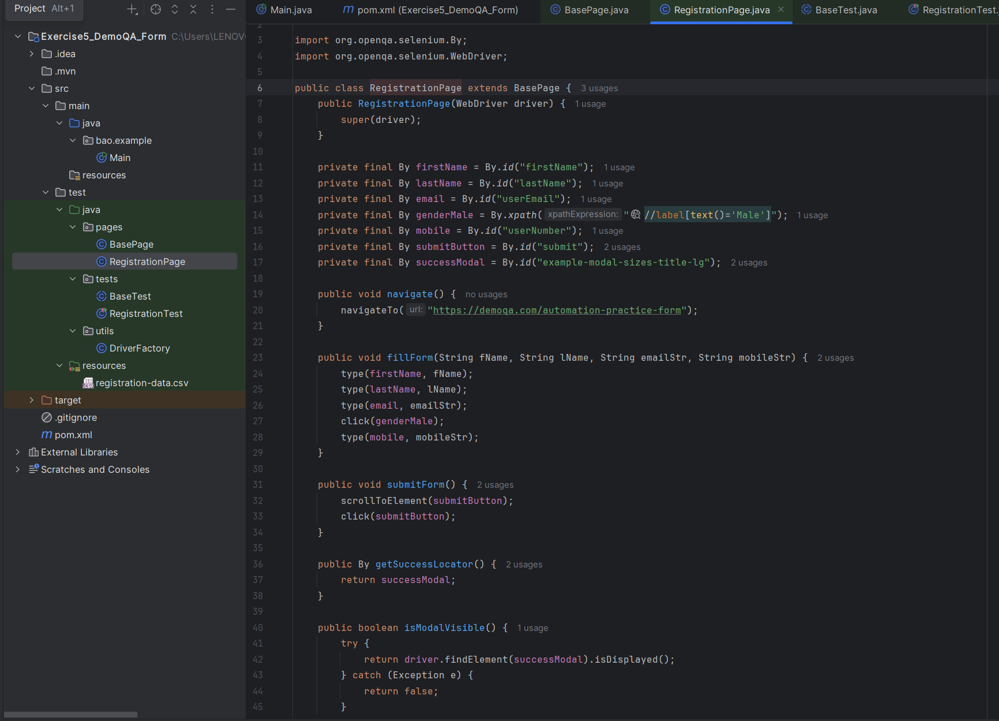 Project Alt+1
Exercise5_DemoQA_Form C:\Users\LENOV
.idea
.mvn
src
main
java
bao.example
Main
resources
test
java
pages
BasePage
RegistrationPage
tests
BaseTest
RegistrationTest
utils
DriverFactory
resources
registration-data.csv
target
.gitignore
pom.xml
External Libraries
Scratches and Consoles
Main.java pom.xml (Exercise5_DemoQA_Form) BasePage.java RegistrationPage.java BaseTest.java RegistrationTest.
2
3 import org.openqa.selenium.By;
4 import org.openqa.selenium.WebDriver;
5
6 public class RegistrationPage extends BasePage { 3 usages
7 public RegistrationPage(WebDriver driver) { 1 usage
8 super(driver);
9 }
10
11 private final By firstName = By.id("firstName"); 1 usage
12 private final By lastName = By.id("lastName"); 1 usage
13 private final By email = By.id("userEmail"); 1 usage
14 private final By genderMale = By.xpath( xpathExpression: "//label[text()='Male']"); 1 usage
15 private final By mobile = By.id("userNumber"); 1 usage
16 private final By submitButton = By.id("submit"); 2 usages
17 private final By successModal = By.id("example-modal-sizes-title-lg"); 2 usages
18
19 public void navigate() { no usages
20 navigateTo( url: "https://demoqa.com/automation-practice-form");
21 }
22
23 public void fillForm(String fName, String lName, String emailStr, String mobileStr) { 2 usages
24 type(firstName, fName);
25 type(lastName, lName);
26 type(email, emailStr);
27 click(genderMale);
28 type(mobile, mobileStr);
29 }
30
31 public void submitForm() { 2 usages
32 scrollToElement(submitButton);
33 click(submitButton);
34 }
35
36 public By getSuccessLocator() { 2 usages
37 return successModal;
38 }
39
40 public boolean isModalVisible() { 1 usage
41 try {
42 return driver.findElement(successModal).isDisplayed();
43 } catch (Exception e) {
44 return false;
45 }